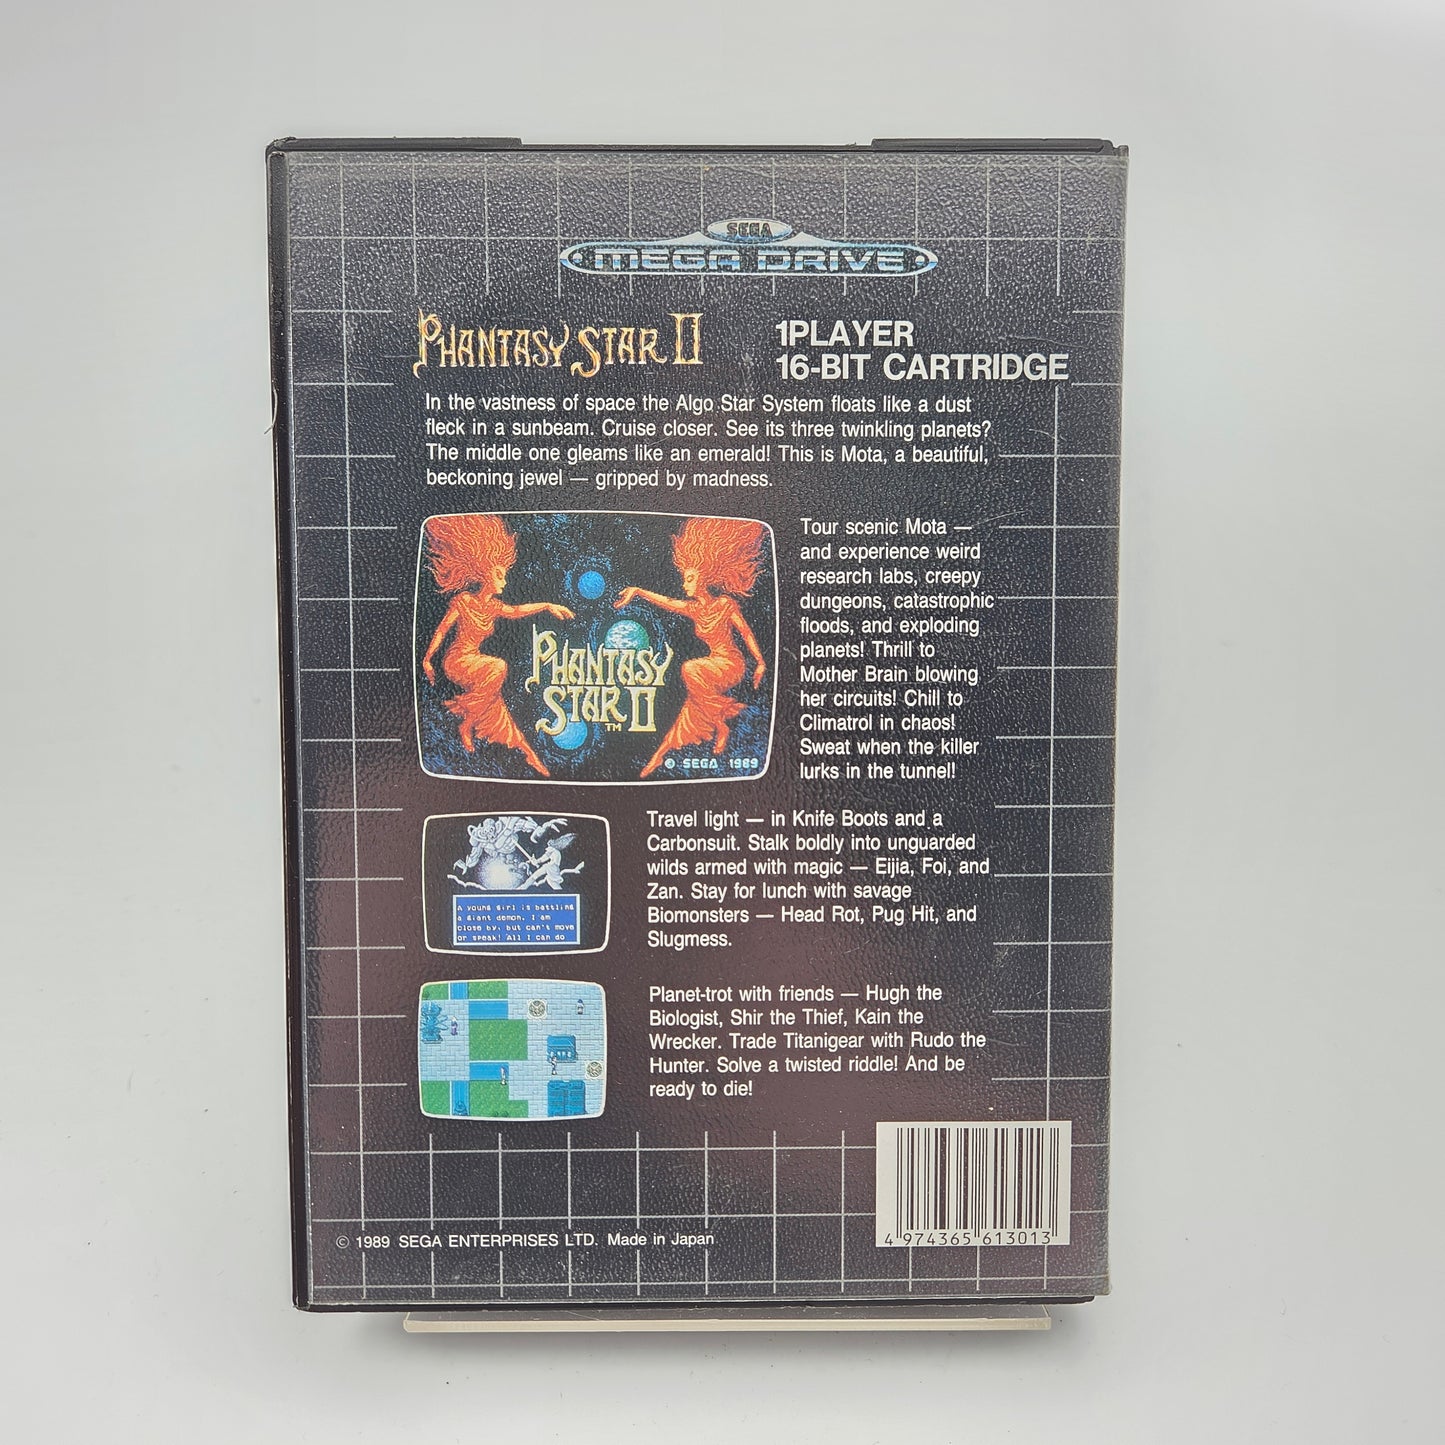 SEGA
MEGA DRIVE
PHANTASY STAR II
1PLAYER
16-BIT CARTRIDGE
In the vastness of space the Algo Star System floats like a dust
fleck in a sunbeam. Cruise closer. See its three twinkling planets?
The middle one gleams like an emerald! This is Mota, a beautiful,
beckoning jewel — gripped by madness.
PHANTASY
STAR II
TM
© SEGA 1989
Tour scenic Mota —
and experience weird
research labs, creepy
dungeons, catastrophic
floods, and exploding
planets! Thrill to
Mother Brain blowing
her circuits! Chill to
Climatrol in chaos!
Sweat when the killer
lurks in the tunnel!
A young girl is battling
a giant demon. I am
close by, but can't move
or speak! All I can do
Travel light — in Knife Boots and a
Carbonsuit. Stalk boldly into unguarded
wilds armed with magic — Eijia, Foi, and
Zan. Stay for lunch with savage
Biomonsters — Head Rot, Pug Hit, and
Slugmess.
Planet-trot with friends — Hugh the
Biologist, Shir the Thief, Kain the
Wrecker. Trade Titanigear with Rudo the
Hunter. Solve a twisted riddle! And be
ready to die!
© 1989 SEGA ENTERPRISES LTD. Made in Japan
4 974365 613013